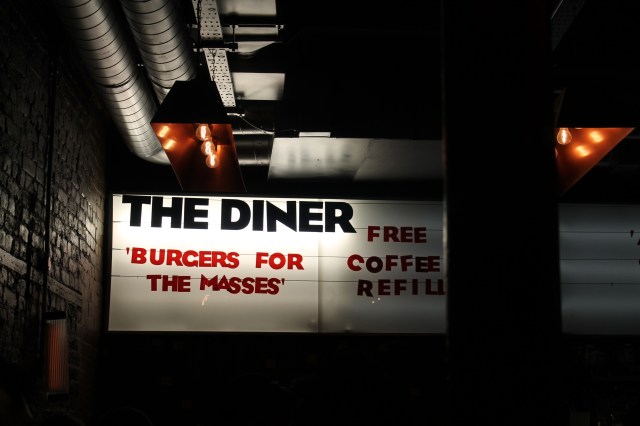 THE DINER
'BURGERS FOR
THE MASSES'
FREE
COFFEE
REFILL